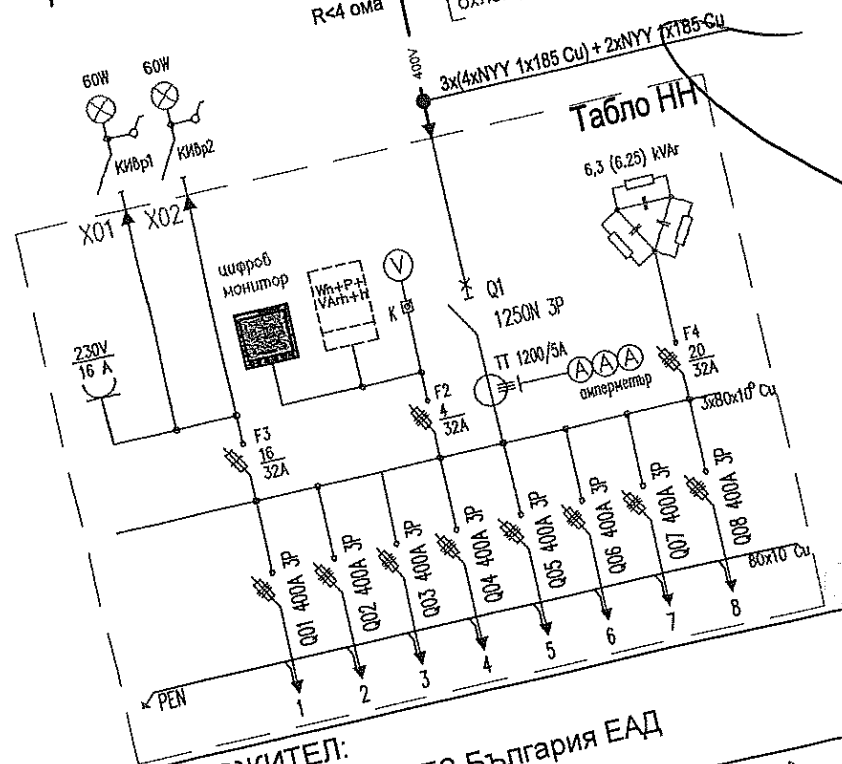 R<4 ома
400V
3x(4xNYY 1x185 Cu) + 2xNYY 1x185 Cu
Табло НН
60W
60W
КИвр1
КИвр2
X01
X02
6,3 (6.25) kVAr
цифров
монитор
Wh+P+
VArh+H
V
K
Q1
1250N 3P
TT 1200/5A
A A A
амперметър
230V
16 A
F4
20
32A
F2
4
32A
F3
16
32A
3x80x10 Cu
Q01 400A 3P
Q02 400A 3P
Q03 400A 3P
Q04 400A 3P
Q05 400A 3P
Q06 400A 3P
Q07 400A 3P
Q08 400A 3P
80x10 Cu
PEN
1
2
3
4
5
6
7
8
България ЕАД